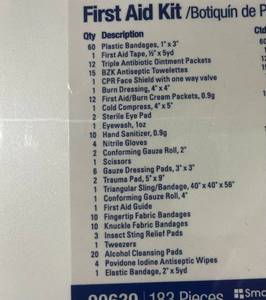 First Aid Kit /Botiquín de P
Qty Description
60 Plastic Bandages, 1" x 3"
1 First Aid Tape, ½" x 5yd
12 Triple Antibiotic Ointment Packets
15 BZK Antiseptic Towelettes
1 CPR Face Shield with one way valve
1 Burn Dressing, 4" x 4"
12 First Aid/Burn Cream Packets, 0.9g
1 Cold Compress, 4" x 5"
2 Sterile Eye Pad
1 Eyewash, 1oz
10 Hand Sanitizer, 0.9g
4 Nitrile Gloves
2 Conforming Gauze Roll, 2"
1 Scissors
6 Gauze Dressing Pads, 3" x 3"
2 Trauma Pad, 5" x 9"
1 Triangular Sling/Bandage, 40" x 40" x 56"
1 Conforming Gauze Roll, 4"
1 First Aid Guide
10 Fingertip Fabric Bandages
10 Knuckle Fabric Bandages
3 Insect Sting Relief Pads
1 Tweezers
20 Alcohol Cleansing Pads
4 Povidone Iodine Antiseptic Wipes
1 Elastic Bandage, 2" x 5yd
Ctd
60
1
12
15
183 Pieces
Smo